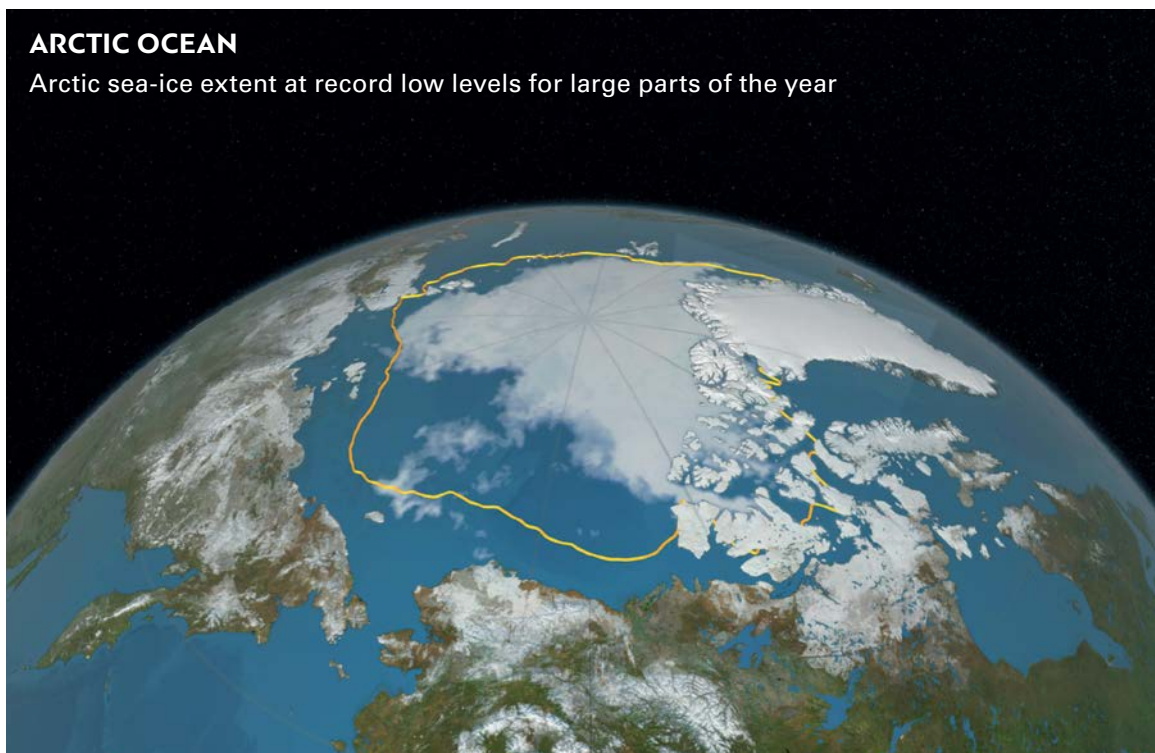 ARCTIC OCEAN
Arctic sea-ice extent at record low levels for large parts of the year